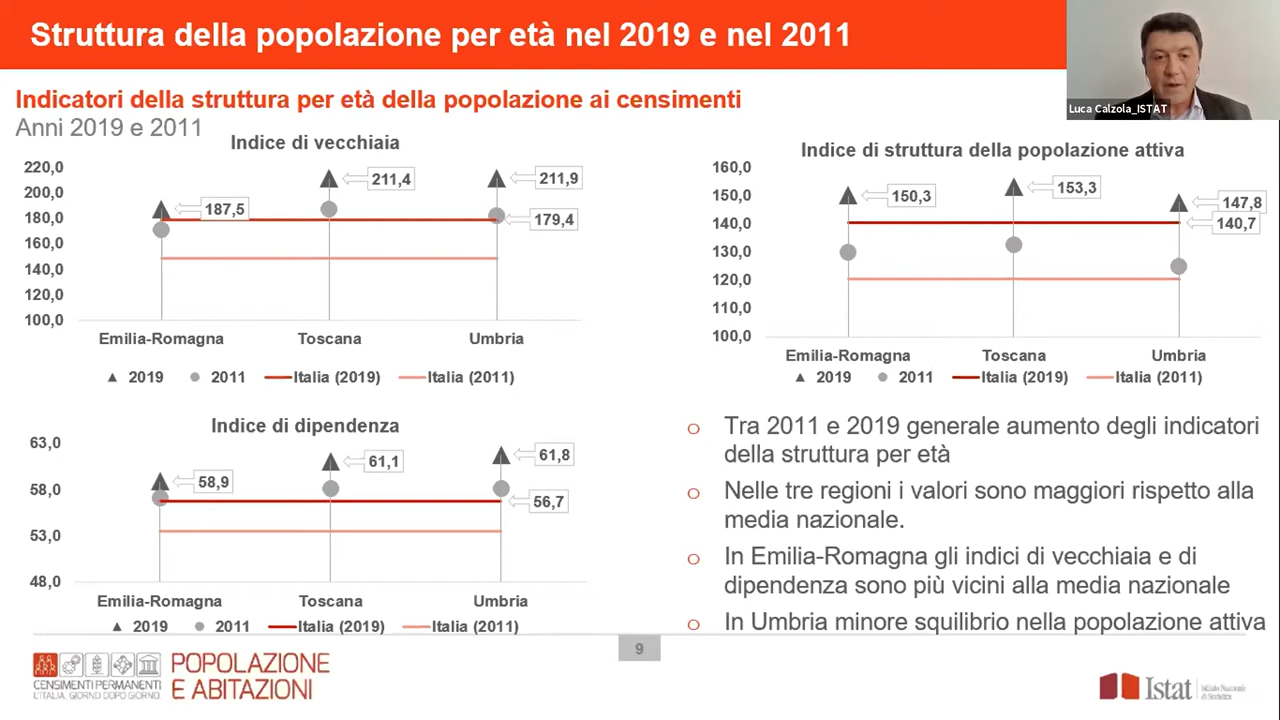 Struttura della popolazione per età nel 2019 e nel 2011
Luca Calzola_ISTAT
Indicatori della struttura per età della popolazione ai censimenti
Anni 2019 e 2011
Indice di vecchiaia
220,0
200,0
180,0
160,0
140,0
120,0
100,0
187,5
211,4
211,9
179,4
Emilia-Romagna Toscana Umbria
2019 2011 Italia (2019) Italia (2011)
Indice di struttura della popolazione attiva
160,0
150,0
140,0
130,0
120,0
110,0
100,0
150,3
153,3
147,8
140,7
Emilia-Romagna Toscana Umbria
2019 2011 Italia (2019) Italia (2011)
Indice di dipendenza
63,0
58,0
53,0
48,0
58,9
61,1
61,8
56,7
Emilia-Romagna Toscana Umbria
2019 2011 Italia (2019) Italia (2011)
o Tra 2011 e 2019 generale aumento degli indicatori
della struttura per età
o Nelle tre regioni i valori sono maggiori rispetto alla
media nazionale.
o In Emilia-Romagna gli indici di vecchiaia e di
dipendenza sono più vicini alla media nazionale
o In Umbria minore squilibrio nella popolazione attiva
9
CENSIMENTI PERMANENTI
L'ITALIA. GIORNO DOPO GIORNO.
POPOLAZIONE
E ABITAZIONI
Istat
Istituto Nazionale
di Statistica